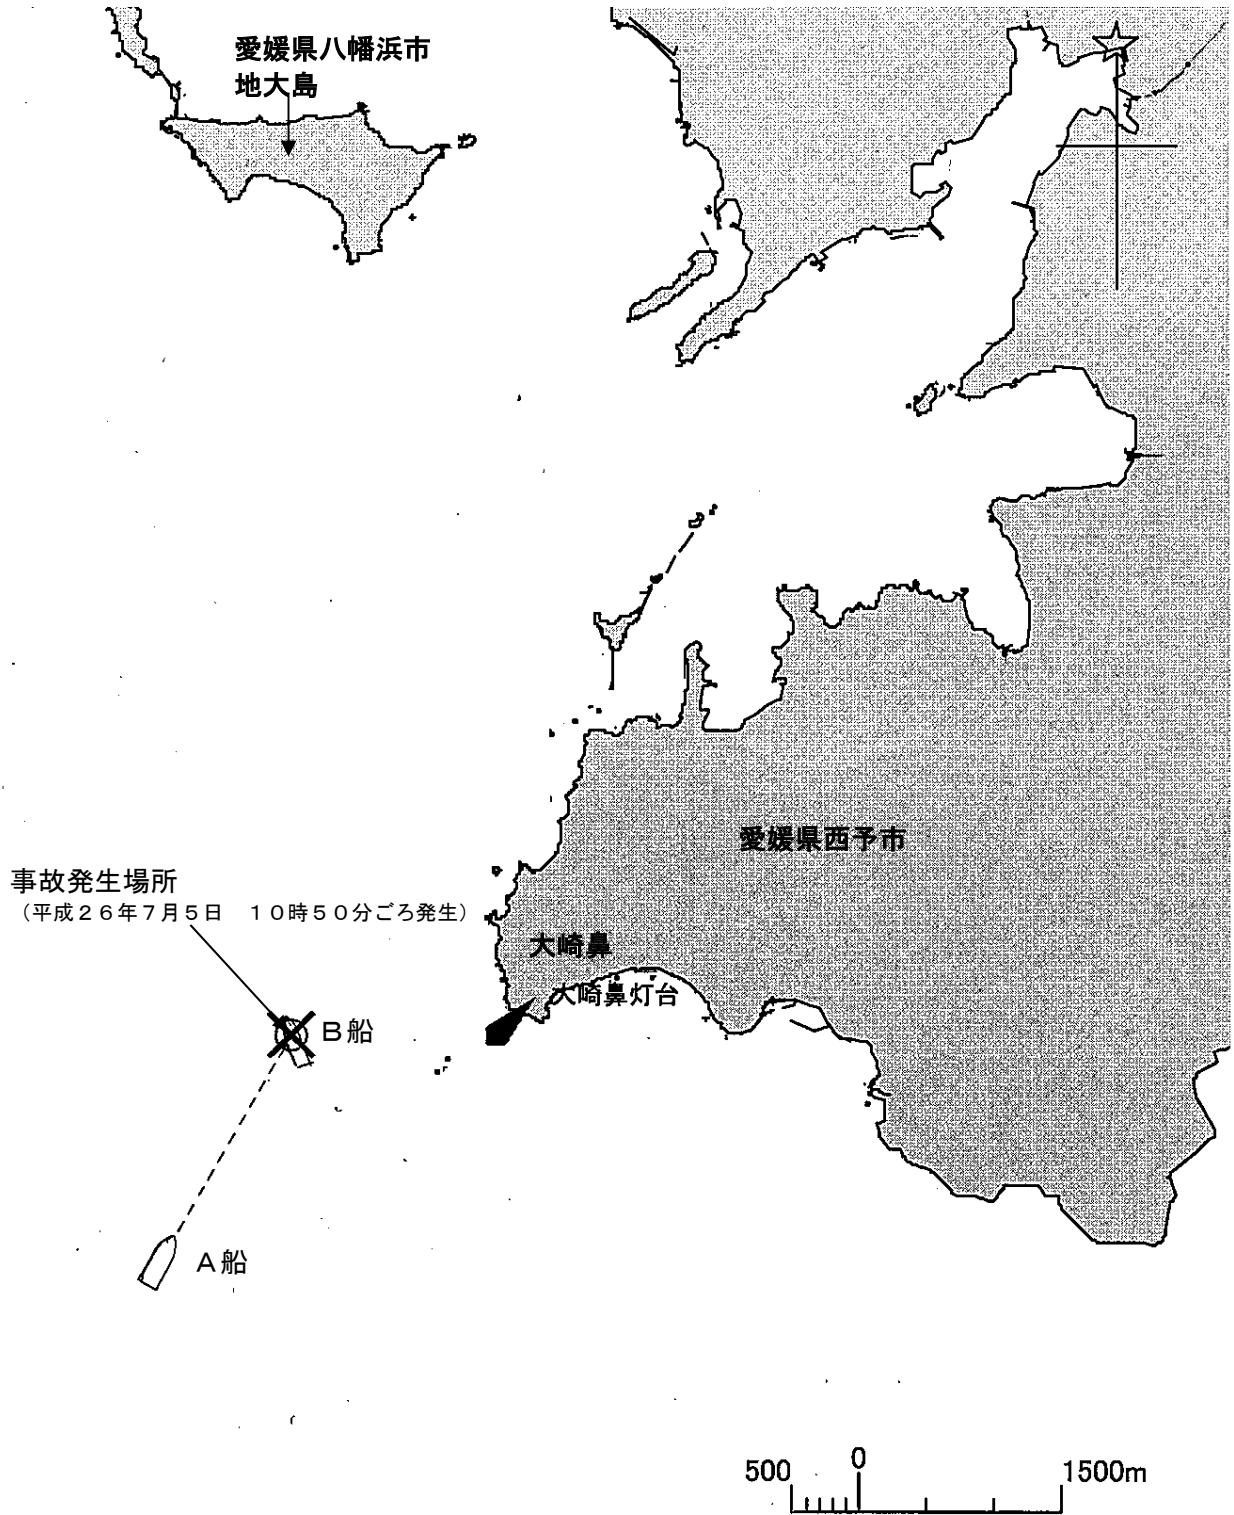 愛媛県八幡浜市
地大島
愛媛県西予市
事故発生場所
（平成２６年７月５日　１０時５０分ごろ発生）
大崎鼻
大崎鼻灯台
Ｂ船
Ａ船
500 0 1500m